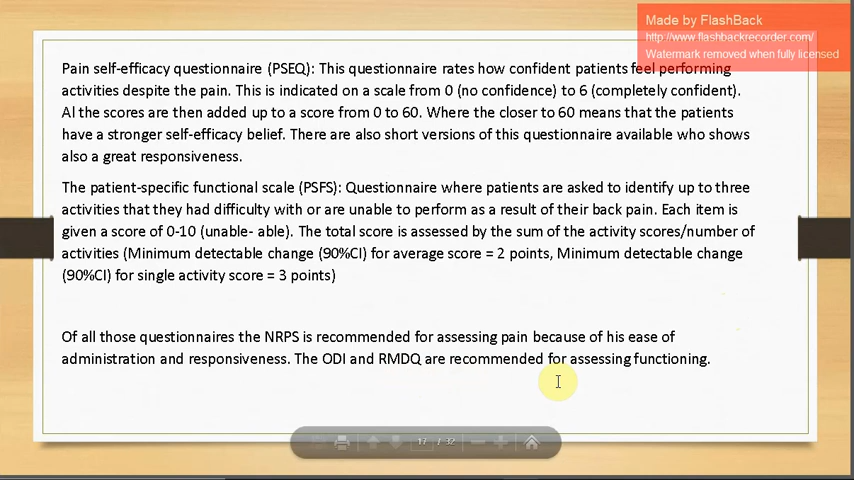 Made by FlashBack
http://www.flashbackrecorder.com/
Watermark removed when fully licensed
Pain self-efficacy questionnaire (PSEQ): This questionnaire rates how confident patients feel performing
activities despite the pain. This is indicated on a scale from 0 (no confidence) to 6 (completely confident).
Al the scores are then added up to a score from 0 to 60. Where the closer to 60 means that the patients
have a stronger self-efficacy belief. There are also short versions of this questionnaire available who shows
also a great responsiveness.
The patient-specific functional scale (PSFS): Questionnaire where patients are asked to identify up to three
activities that they had difficulty with or are unable to perform as a result of their back pain. Each item is
given a score of 0-10 (unable- able). The total score is assessed by the sum of the activity scores/number of
activities (Minimum detectable change (90%CI) for average score = 2 points, Minimum detectable change
(90%CI) for single activity score = 3 points)
Of all those questionnaires the NRPS is recommended for assessing pain because of his ease of
administration and responsiveness. The ODI and RMDQ are recommended for assessing functioning.
17 / 32